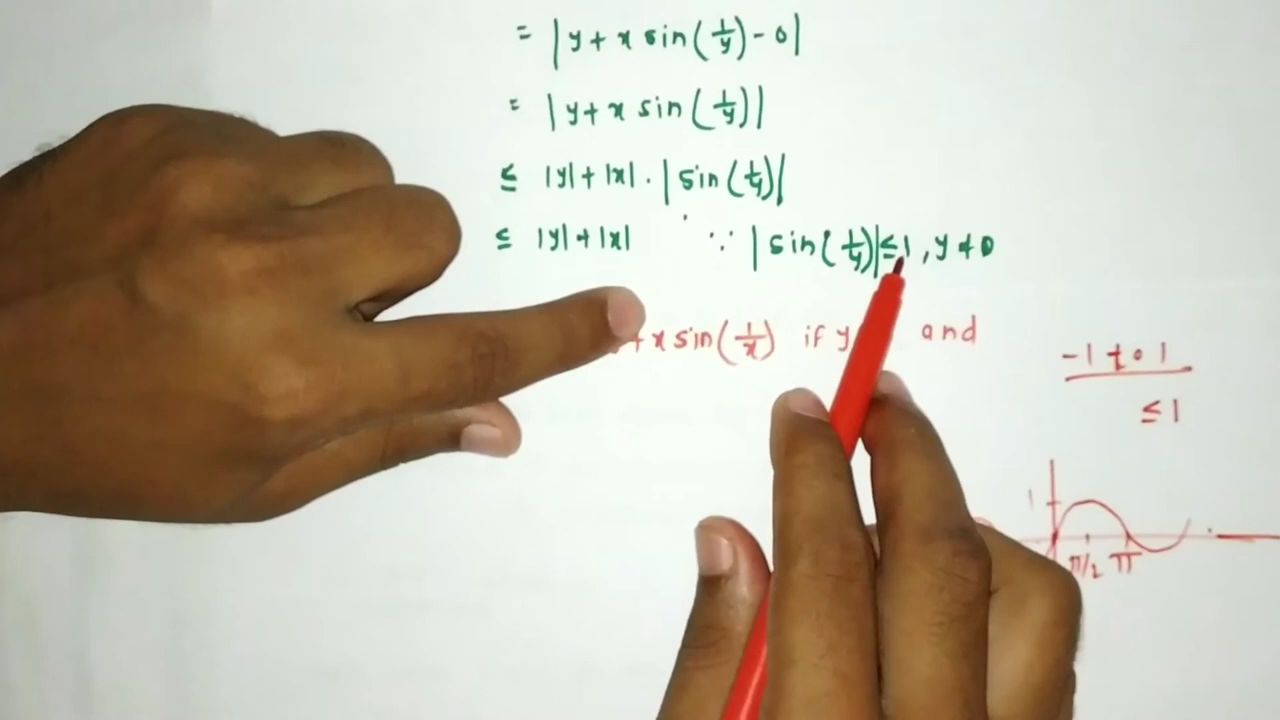 = |y + x sin(1/y) - 0|
= |y + x sin(1/y)|
≤ |y| + |x| · |sin(1/y)|
≤ |y| + |x| ∵ |sin(1/y)| ≤ 1, y ≠ 0
+ x sin(1/x) if y and
-1 to 1
≤ 1
1
π/2 π